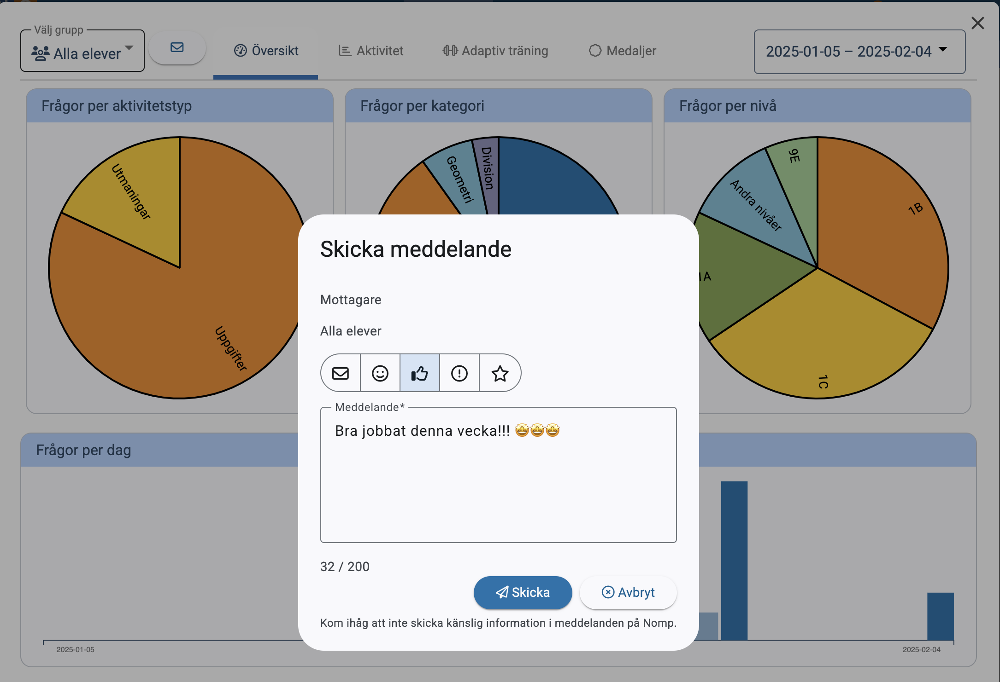 Välj grupp
Alla elever
Översikt
Aktivitet
Adaptiv träning
Medaljer
2025-01-05 – 2025-02-04
Frågor per aktivitetstyp
Frågor per kategori
Frågor per nivå
Utmaningar
Uppgifter
Geometri
Division
9E
Andra nivåer
1B
1A
1C
Skicka meddelande
Mottagare
Alla elever
Meddelande*
Bra jobbat denna vecka!!! 🤩🤩🤩
32 / 200
Skicka
Avbryt
Kom ihåg att inte skicka känslig information i meddelanden på Nomp.
Frågor per dag
2025-01-05
2025-02-04